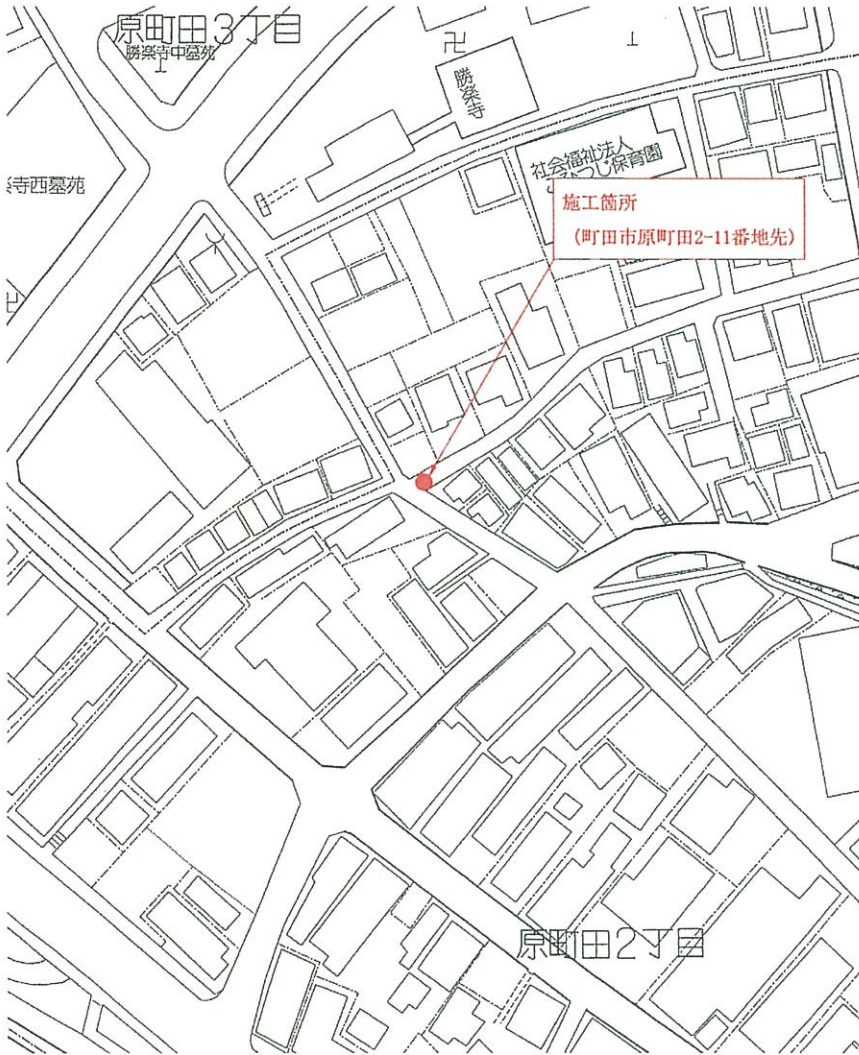 原町田3丁目
勝楽寺中墓苑
勝楽寺
寺西墓苑
社会福祉法人
つじ保育園
施工箇所
(町田市原町田2-11番地先)
原町田2丁目